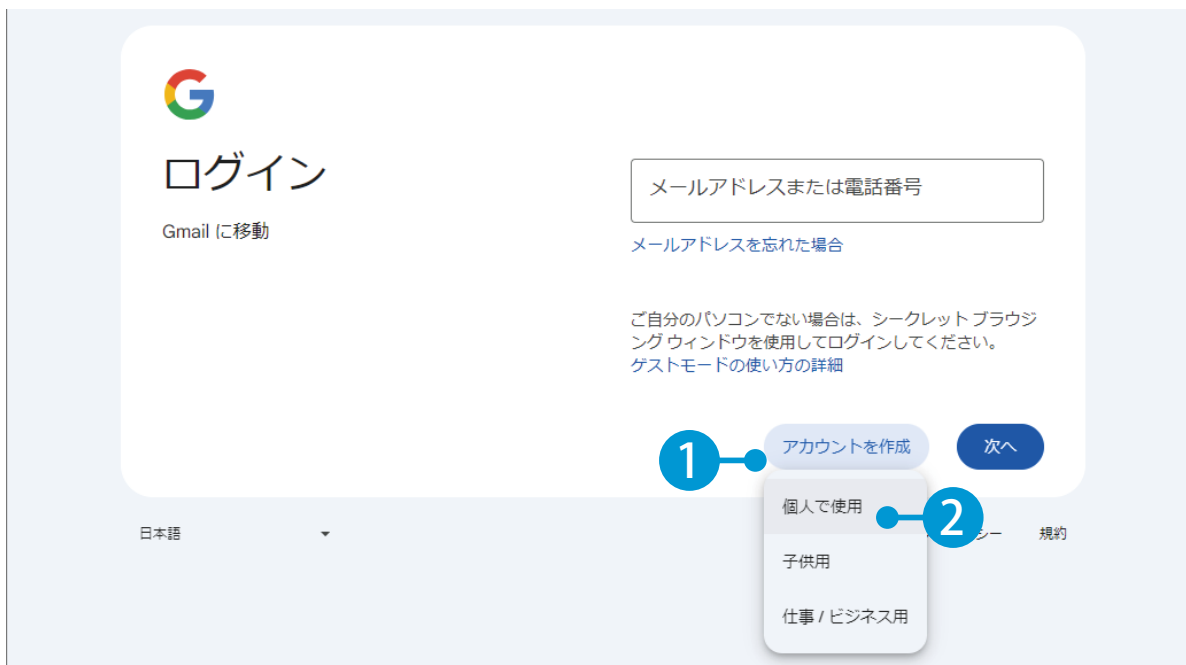 ログイン
Gmail に移動
メールアドレスまたは電話番号
メールアドレスを忘れた場合
ご自分のパソコンでない場合は、シークレット ブラウジ
ング ウィンドウを使用してログインしてください。
ゲストモードの使い方の詳細
1
アカウントを作成
次へ
個人で使用
2
日本語
シー
規約
子供用
仕事 / ビジネス用